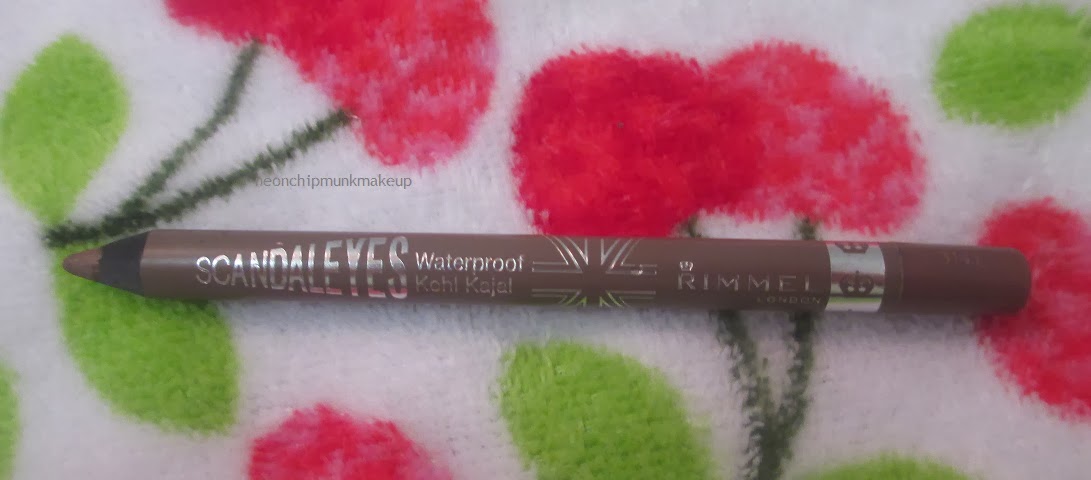 neonchipmunkmakeup
SCANDALEYES
Waterproof
Kohl Kajal
RIMMEL
LONDON